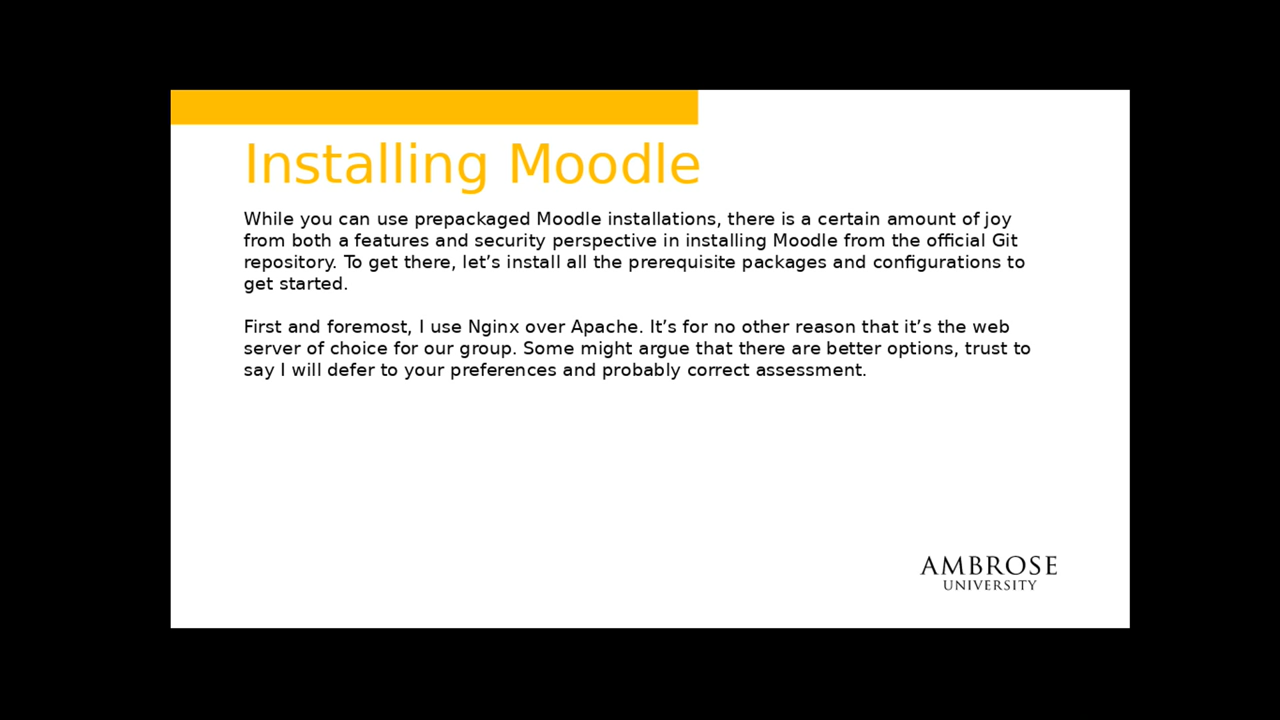 Installing Moodle
While you can use prepackaged Moodle installations, there is a certain amount of joy
from both a features and security perspective in installing Moodle from the official Git
repository. To get there, let’s install all the prerequisite packages and configurations to
get started.
First and foremost, I use Nginx over Apache. It’s for no other reason that it’s the web
server of choice for our group. Some might argue that there are better options, trust to
say I will defer to your preferences and probably correct assessment.
AMBROSE
UNIVERSITY